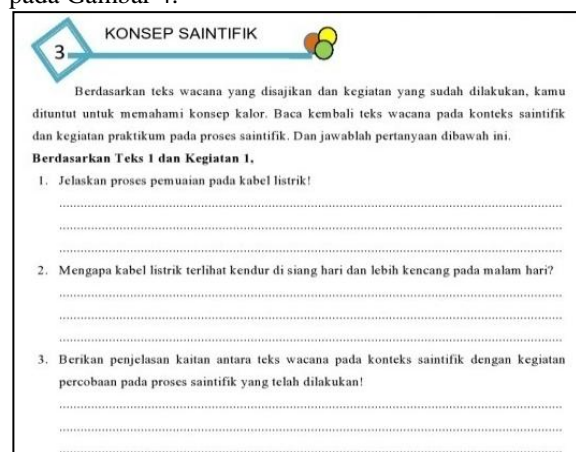 pada Gambar 4.
KONSEP SAINTIFIK
3
Berdasarkan teks wacana yang disajikan dan kegiatan yang sudah dilakukan, kamu
dituntut untuk memahami konsep kalor. Baca kembali teks wacana pada konteks saintifik
dan kegiatan praktikum pada proses saintifik. Dan jawablah pertanyaan dibawah ini.
Berdasarkan Teks 1 dan Kegiatan 1,
1. Jelaskan proses pemuaian pada kabel listrik!
2. Mengapa kabel listrik terlihat kendur di siang hari dan lebih kencang pada malam hari?
3. Berikan penjelasan kaitan antara teks wacana pada konteks saintifik dengan kegiatan
percobaan pada proses saintifik yang telah dilakukan!